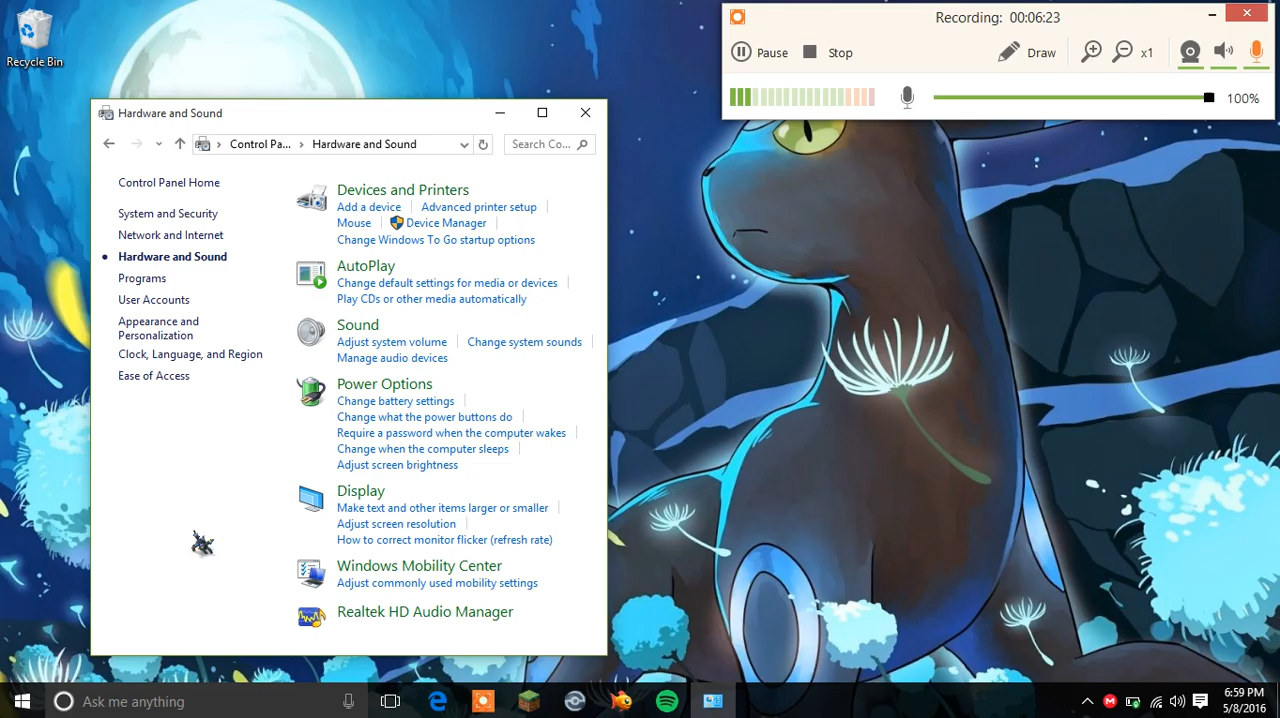 Recycle Bin
Recording: 00:06:23
Pause
Stop
Draw
x1
100%
Hardware and Sound
Control Pa...
Hardware and Sound
Search Co...
Control Panel Home
System and Security
Network and Internet
Hardware and Sound
Programs
User Accounts
Appearance and
Personalization
Clock, Language, and Region
Ease of Access
Devices and Printers
Add a device
Advanced printer setup
Mouse
Device Manager
Change Windows To Go startup options
AutoPlay
Change default settings for media or devices
Play CDs or other media automatically
Sound
Adjust system volume
Change system sounds
Manage audio devices
Power Options
Change battery settings
Change what the power buttons do
Require a password when the computer wakes
Change when the computer sleeps
Adjust screen brightness
Display
Make text and other items larger or smaller
Adjust screen resolution
How to correct monitor flicker (refresh rate)
Windows Mobility Center
Adjust commonly used mobility settings
Realtek HD Audio Manager
Ask me anything
6:59 PM
5/8/2016